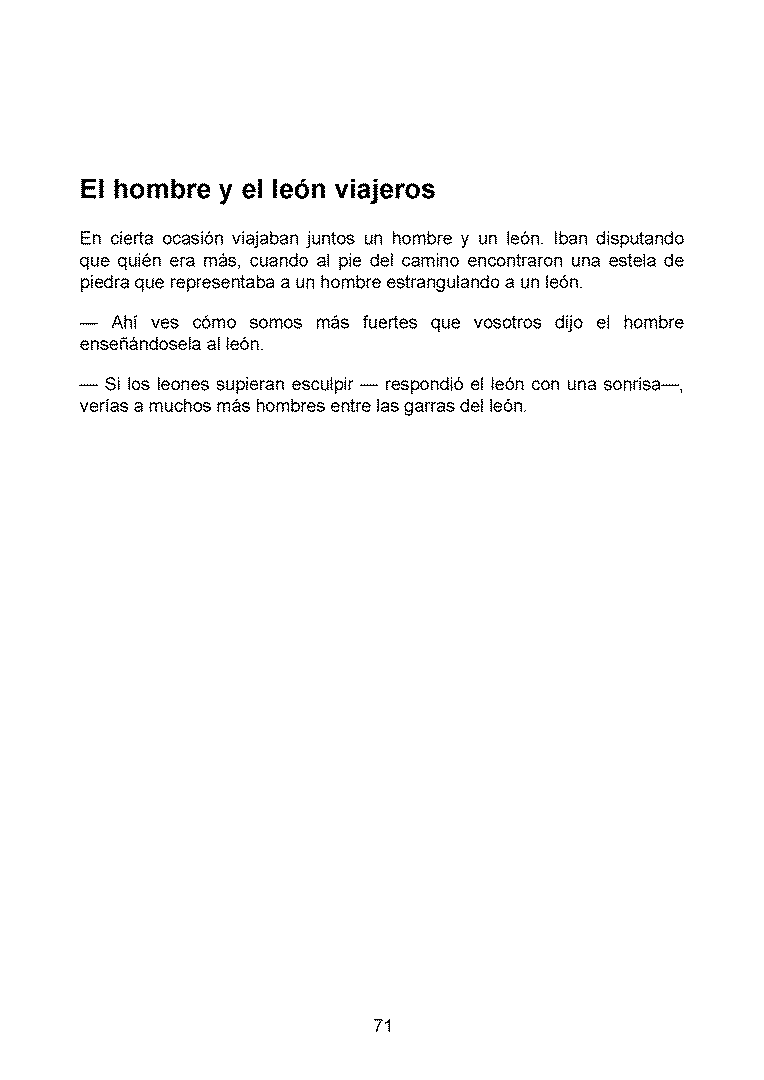 El hombre y el león viajeros
En cierta ocasión viajaban juntos un hombre y un león. Iban disputando
que quién era más, cuando al pie del camino encontraron una estela de
piedra que representaba a un hombre estrangulando a un león.
— Ahí ves cómo somos más fuertes que vosotros dijo el hombre
enseñándosela al león.
— Si los leones supieran esculpir — respondió el león con una sonrisa—,
verías a muchos más hombres entre las garras del león.
71